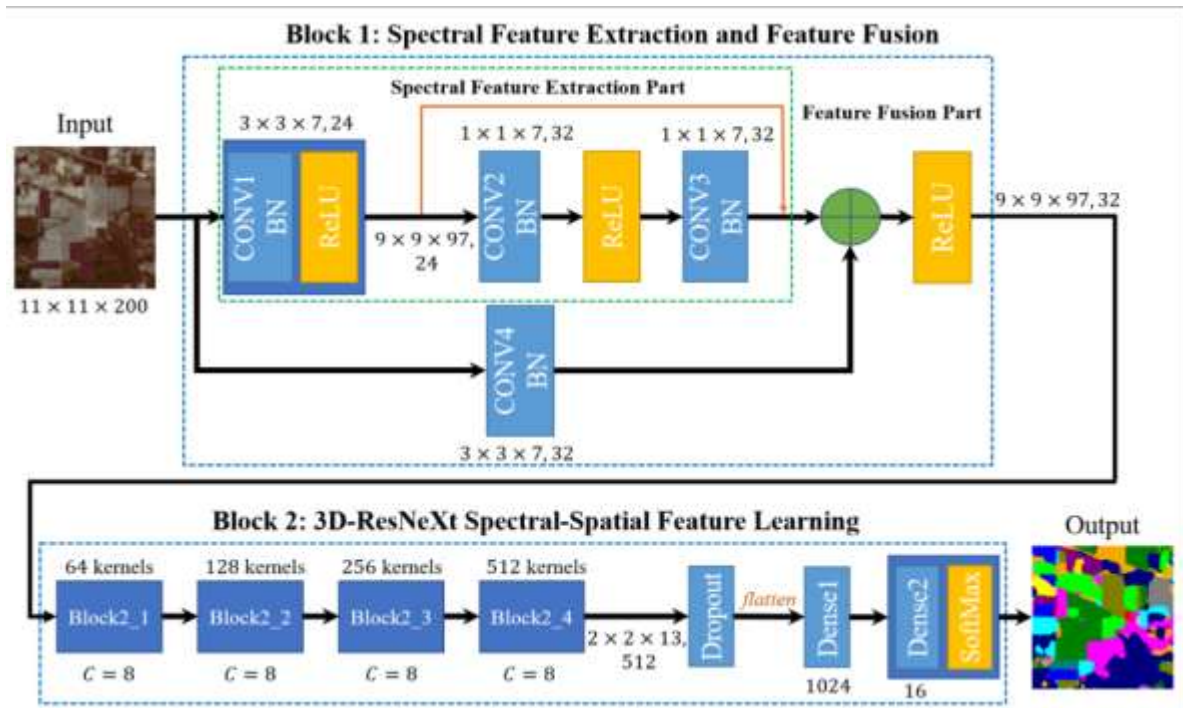 Block 1: Spectral Feature Extraction and Feature Fusion
Spectral Feature Extraction Part
Feature Fusion Part
Input
11 × 11 × 200
3 × 3 × 7, 24
CONV1
BN
ReLU
9 × 9 × 97,
24
1 × 1 × 7, 32
CONV2
BN
ReLU
1 × 1 × 7, 32
CONV3
BN
ReLU
9 × 9 × 97, 32
CONV4
BN
3 × 3 × 7, 32
Block 2: 3D-ResNeXt Spectral-Spatial Feature Learning
Output
64 kernels
Block2_1
C = 8
128 kernels
Block2_2
C = 8
256 kernels
Block2_3
C = 8
512 kernels
Block2_4
C = 8
2 × 2 × 13,
512
Dropout
flatten
Dense1
1024
Dense2
SoftMax
16